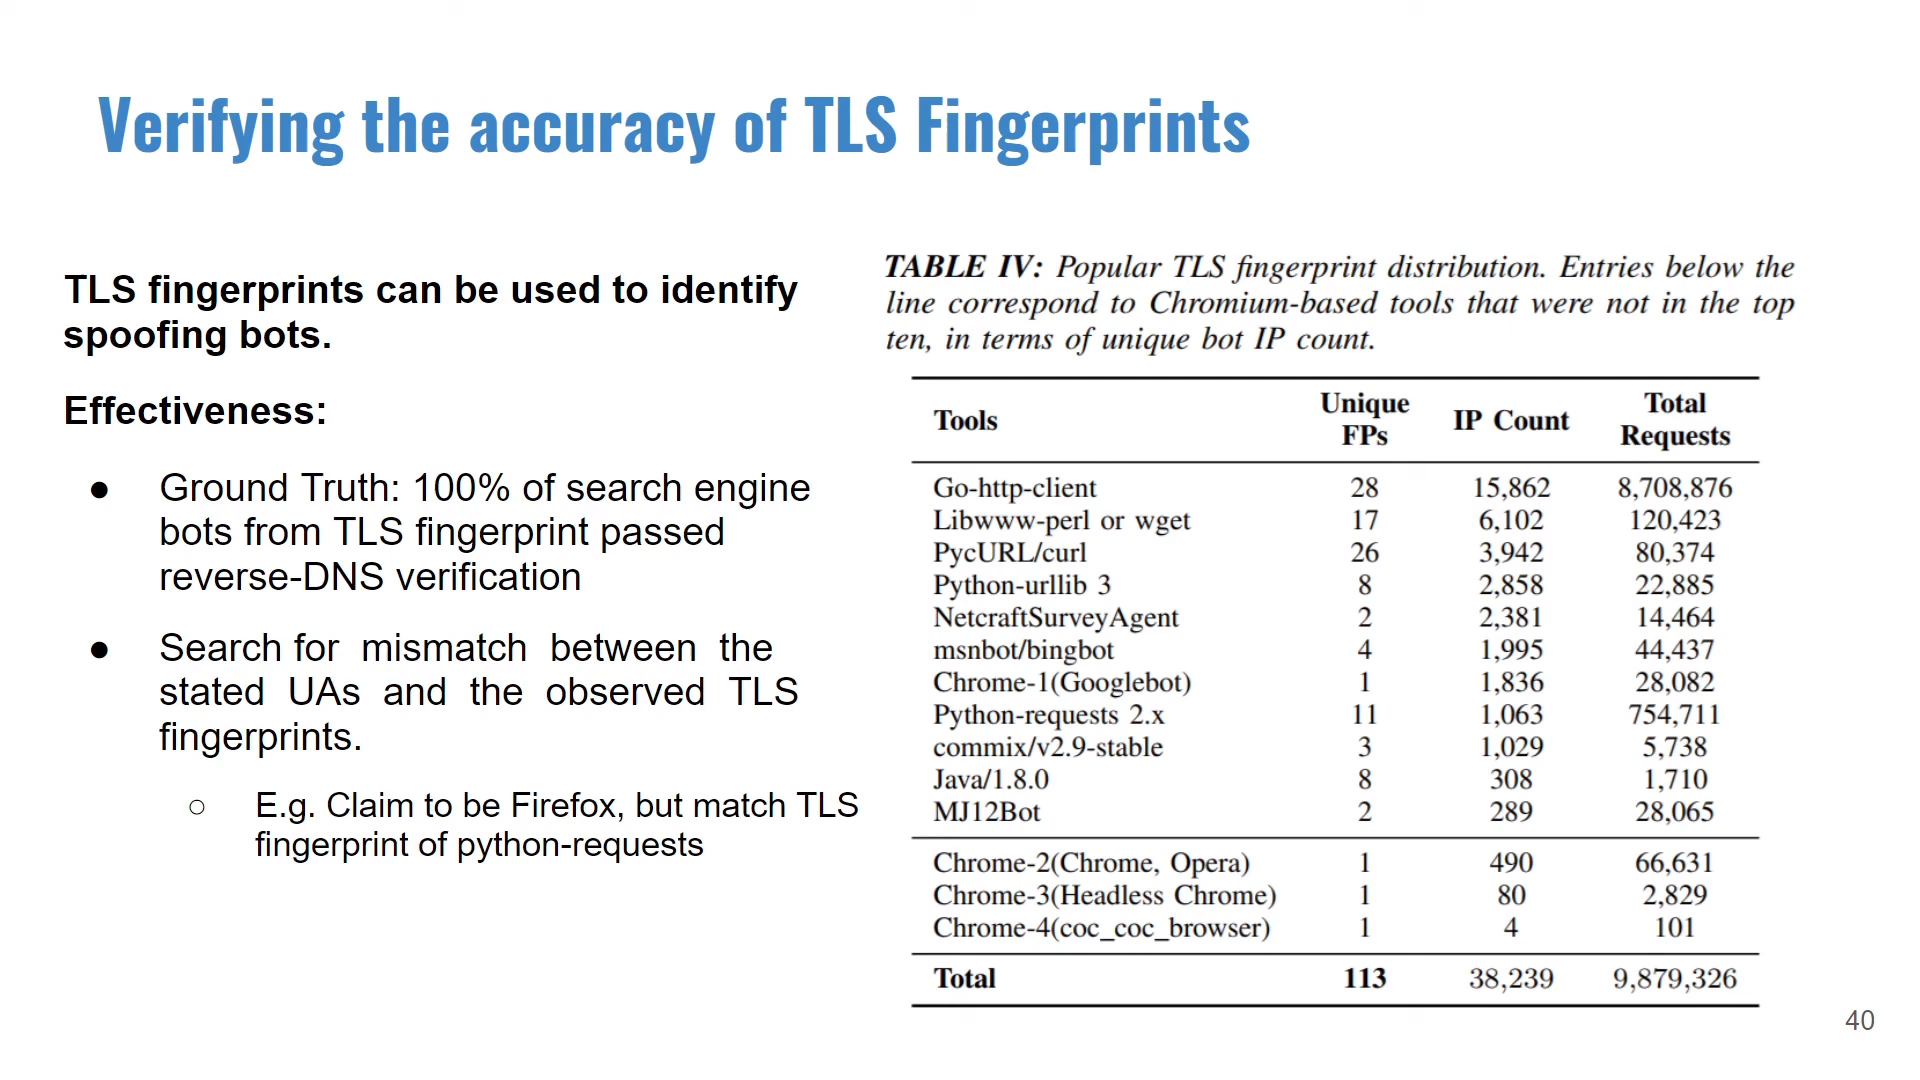 Verifying the accuracy of TLS Fingerprints
TLS fingerprints can be used to identify
spoofing bots.
Effectiveness:
● Ground Truth: 100% of search engine
bots from TLS fingerprint passed
reverse-DNS verification
● Search for mismatch between the
stated UAs and the observed TLS
fingerprints.
○ E.g. Claim to be Firefox, but match TLS
fingerprint of python-requests
TABLE IV: Popular TLS fingerprint distribution. Entries below the
line correspond to Chromium-based tools that were not in the top
ten, in terms of unique bot IP count.
Tools Unique FPs IP Count Total Requests
Go-http-client 28 15,862 8,708,876
Libwww-perl or wget 17 6,102 120,423
PycURL/curl 26 3,942 80,374
Python-urllib 3 8 2,858 22,885
NetcraftSurveyAgent 2 2,381 14,464
msnbot/bingbot 4 1,995 44,437
Chrome-1(Googlebot) 1 1,836 28,082
Python-requests 2.x 11 1,063 754,711
commix/v2.9-stable 3 1,029 5,738
Java/1.8.0 8 308 1,710
MJ12Bot 2 289 28,065
Chrome-2(Chrome, Opera) 1 490 66,631
Chrome-3(Headless Chrome) 1 80 2,829
Chrome-4(coc_coc_browser) 1 4 101
Total 113 38,239 9,879,326
40